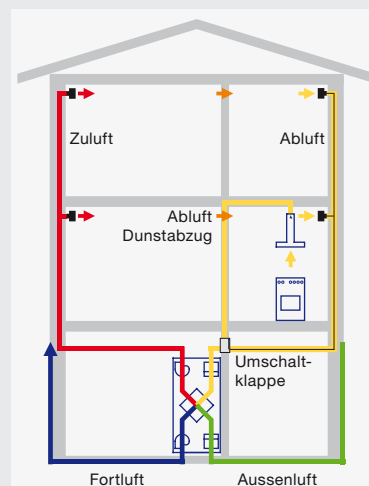 Zuluft
Abluft
Abluft
Dunstabzug
Umschalt-
klappe
Fortluft
Aussenluft